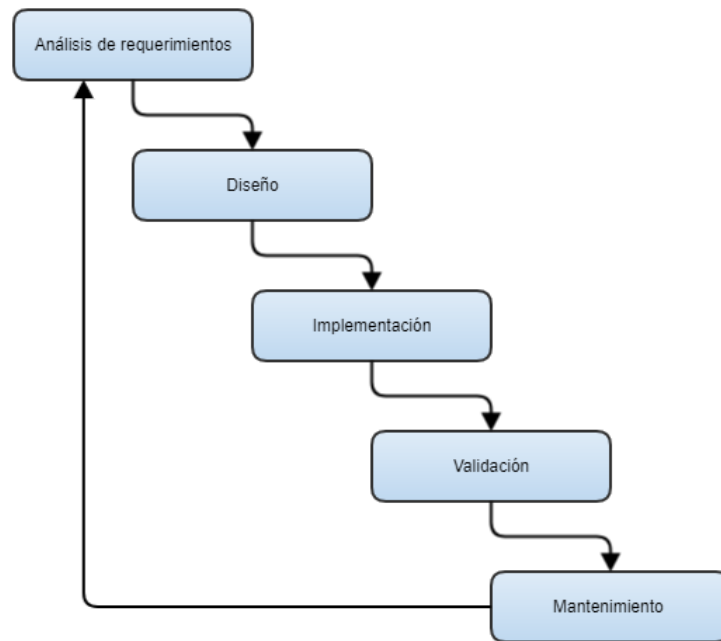 Análisis de requerimientos
Diseño
Implementación
Validación
Mantenimiento